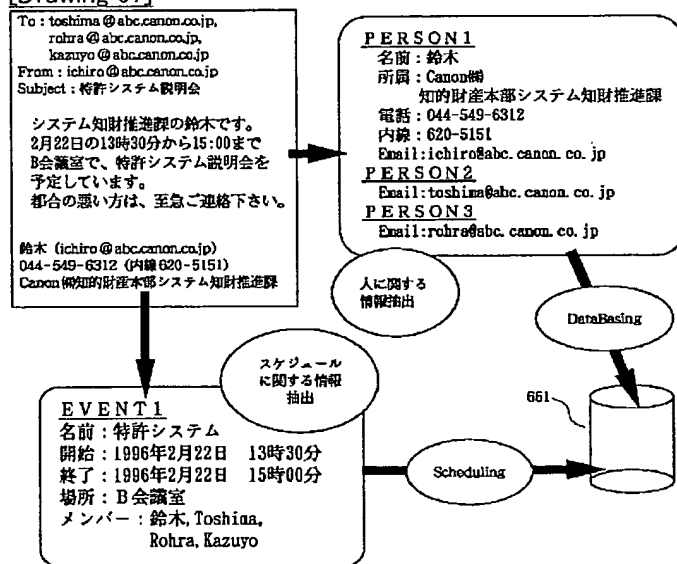 [Drawing 67]
To : toshima@abc.canon.co.jp,
rohra@abc.canon.co.jp,
kazuyo@abc.canon.co.jp
From : ichiro@abc.canon.co.jp
Subject : 特許システム説明会
システム知財推進課の鈴木です。
2月22日の13時30分から15:00まで
B会議室で、特許システム説明会を
予定しています。
都合の悪い方は、至急ご連絡下さい。
鈴木 (ichiro@abc.canon.co.jp)
044-549-6312 (内線620-5151)
Canon㈱知的財産本部システム知財推進課
PERSON1
名前：鈴木
所属：Canon㈱
知的財産本部システム知財推進課
電話：044-549-6312
内線：620-5151
Email:ichiro@abc.canon.co.jp
PERSON2
Email:toshima@abc.canon.co.jp
PERSON3
Email:rohra@abc.canon.co.jp
人に関する
情報抽出
DataBasing
スケジュール
に関する情報
抽出
661
EVENT1
名前：特許システム
開始：1996年2月22日 13時30分
終了：1996年2月22日 15時00分
場所：B会議室
メンバー：鈴木, Toshima,
Rohra, Kazuyo
Scheduling